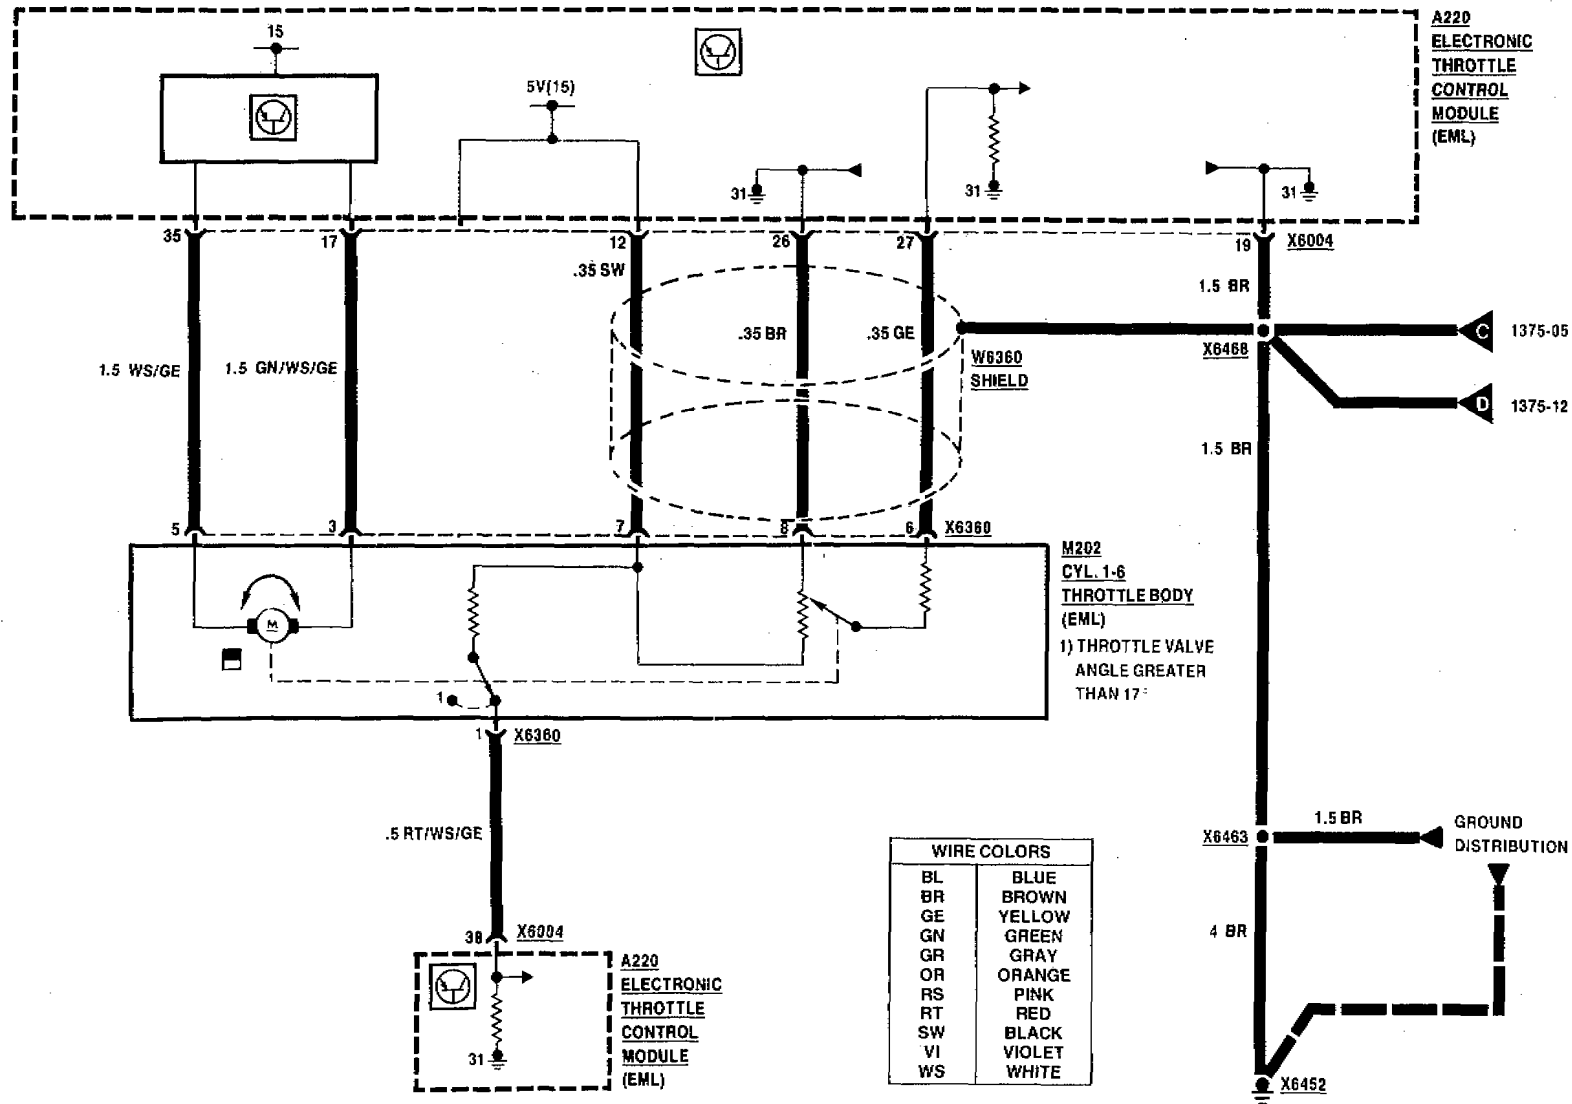 A220
ELECTRONIC
THROTTLE
CONTROL
MODULE
(EML)
15
5V(15)
31
31
31
35
17
12
26
27
19
X6004
.35 SW
1.5 BR
.35 BR
.35 GE
1.5 WS/GE
1.5 GN/WS/GE
W6360
SHIELD
X6468
C
1375-05
D
1375-12
1.5 BR
5
3
7
8
6
X6360
M202
CYL. 1-6
THROTTLE BODY
(EML)
1) THROTTLE VALVE
ANGLE GREATER
THAN 17°
M
1
1
X6360
.5 RT/WS/GE
38
X6004
A220
ELECTRONIC
THROTTLE
CONTROL
MODULE
(EML)
31
WIRE COLORS
BL BLUE
BR BROWN
GE YELLOW
GN GREEN
GR GRAY
OR ORANGE
RS PINK
RT RED
SW BLACK
VI VIOLET
WS WHITE
X6463
1.5 BR
GROUND
DISTRIBUTION
4 BR
X6452